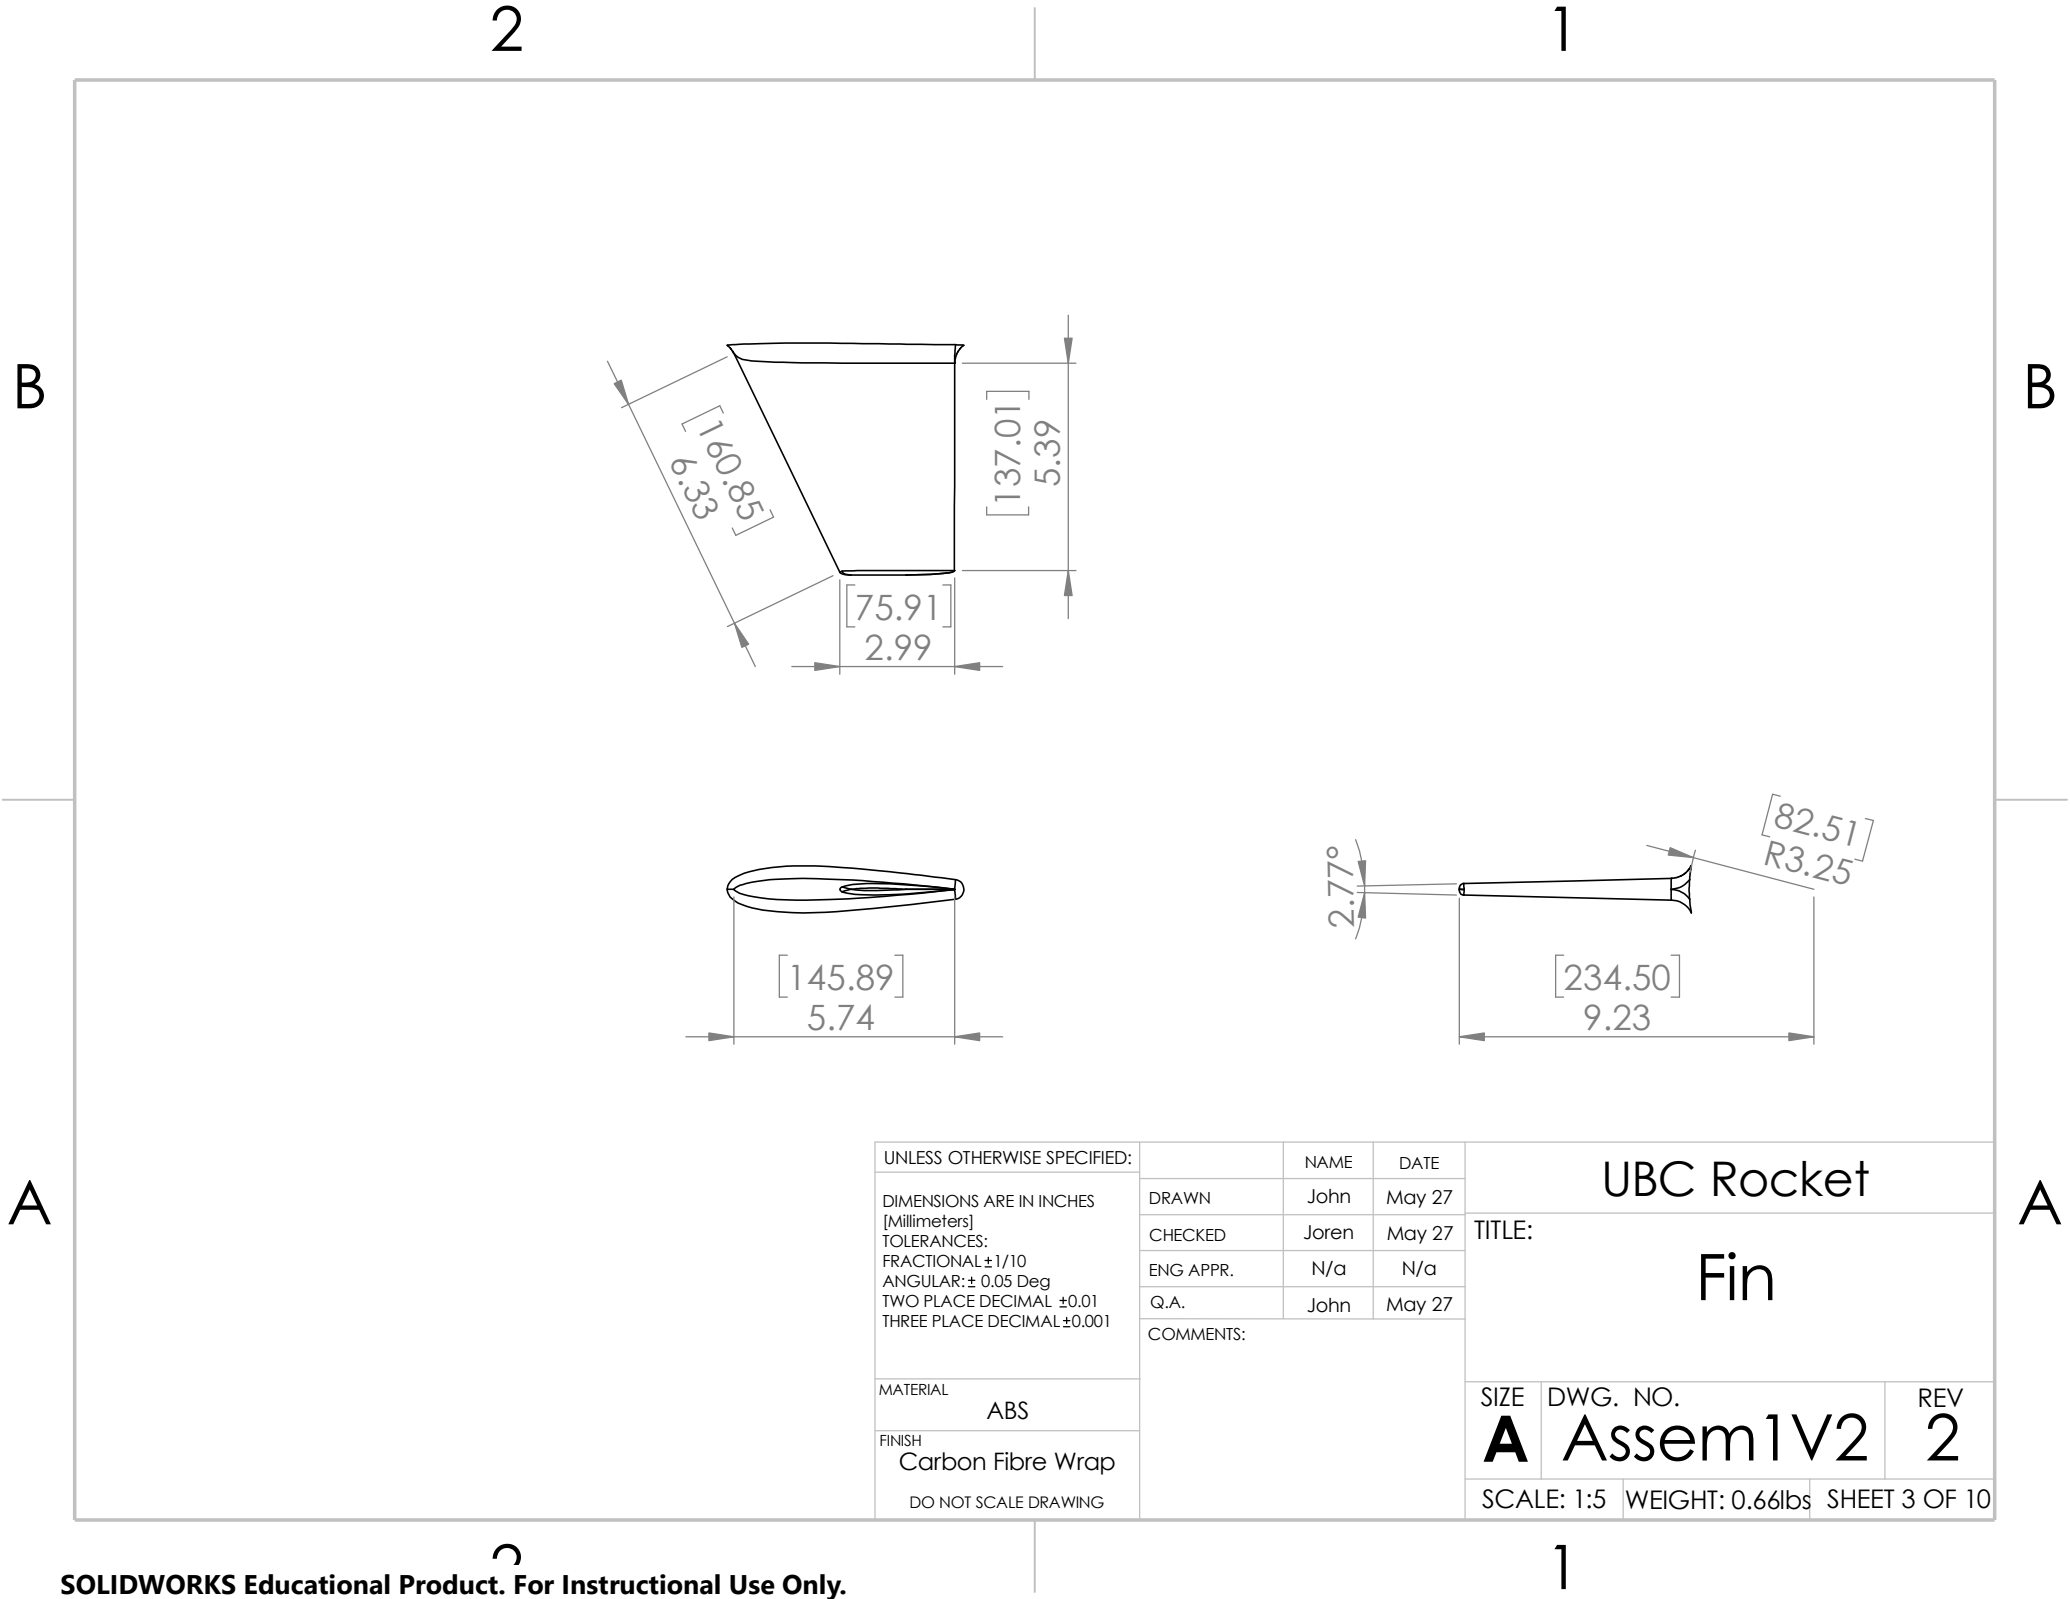 2
1
B
B
[160.85]
6.33
[137.01]
5.39
[75.91]
2.99
[82.51]
R3.25
2.77°
[145.89]
5.74
[234.50]
9.23
A
A
UNLESS OTHERWISE SPECIFIED:
DIMENSIONS ARE IN INCHES
[Millimeters]
TOLERANCES:
FRACTIONAL±1/10
ANGULAR:± 0.05 Deg
TWO PLACE DECIMAL ±0.01
THREE PLACE DECIMAL±0.001
MATERIAL
ABS
FINISH
Carbon Fibre Wrap
DO NOT SCALE DRAWING
NAME DATE
DRAWN John May 27
CHECKED Joren May 27
ENG APPR. N/a N/a
Q.A. John May 27
COMMENTS:
UBC Rocket
TITLE:
Fin
SIZE DWG. NO. REV
A Assem1V2 2
SCALE: 1:5 WEIGHT: 0.66lbs SHEET 3 OF 10
2
1
SOLIDWORKS Educational Product. For Instructional Use Only.